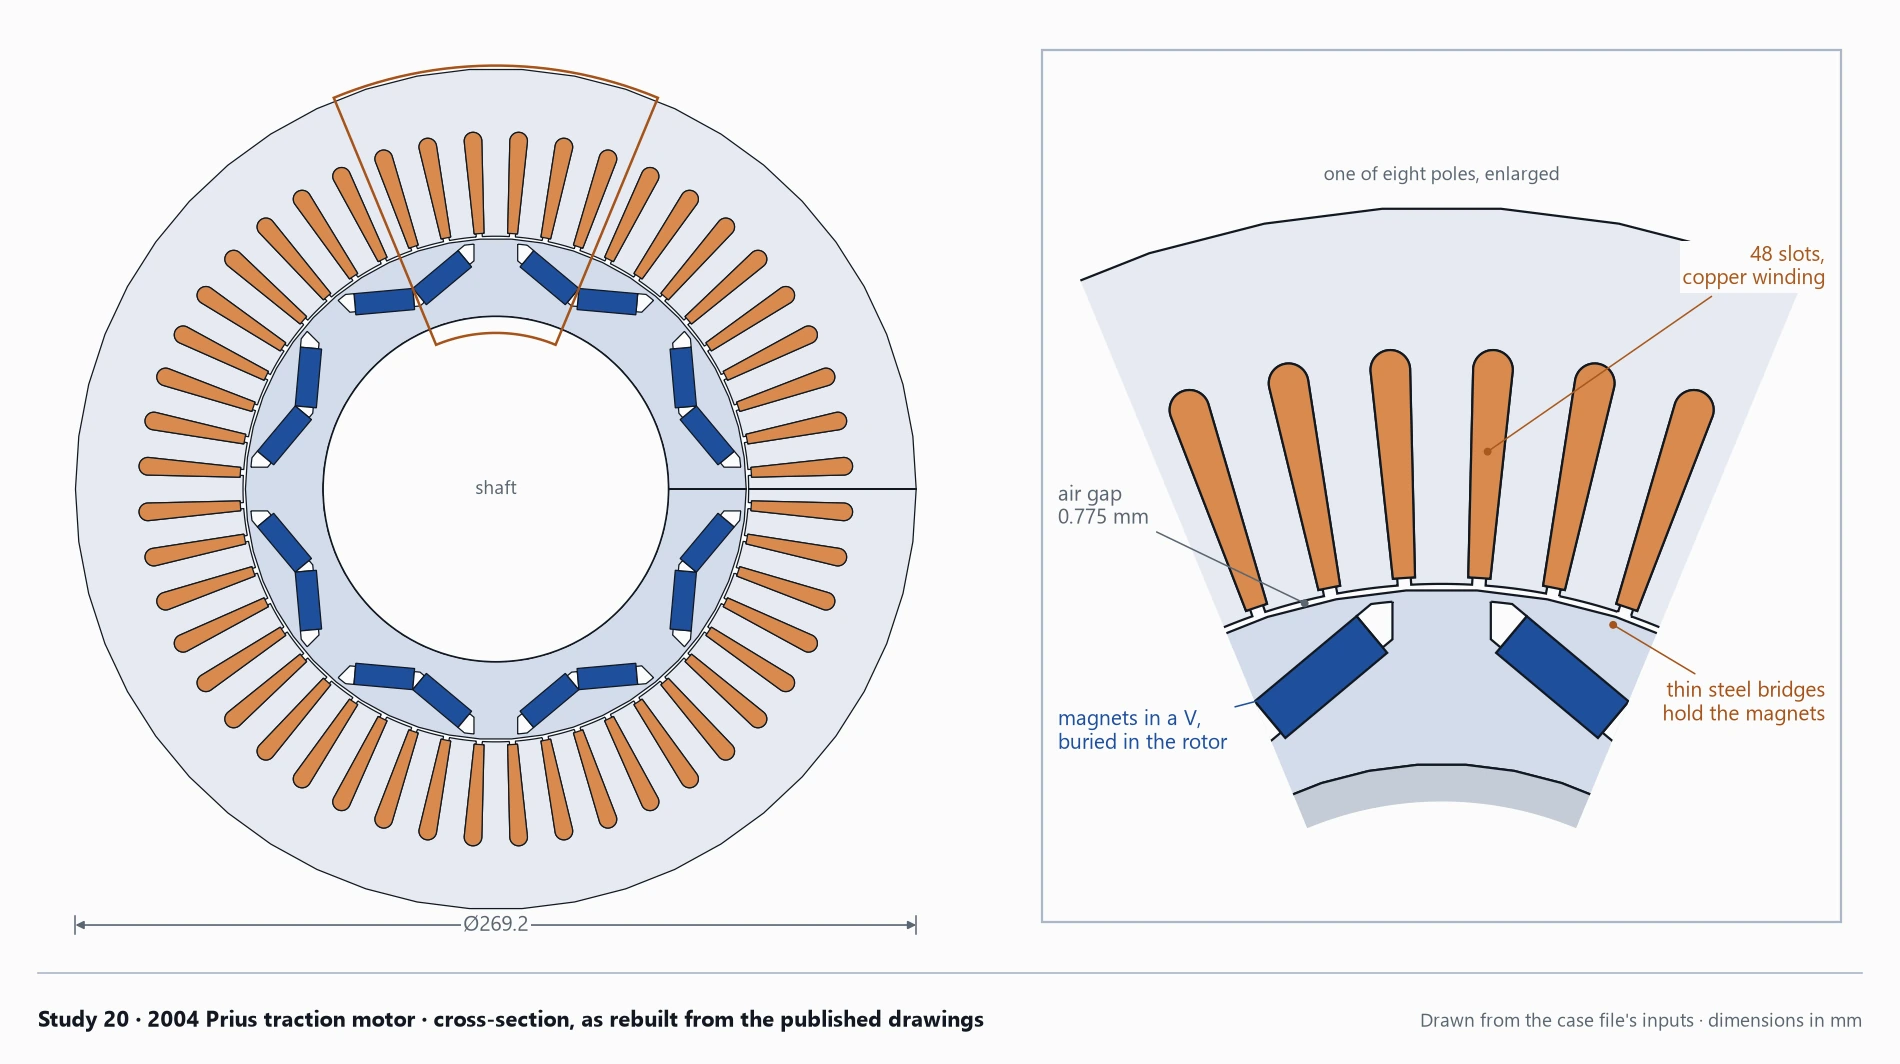 one of eight poles, enlarged
48 slots,
copper winding
air gap
0.775 mm
shaft
thin steel bridges
hold the magnets
magnets in a V,
buried in the rotor
Ø269.2
Study 20 · 2004 Prius traction motor · cross-section, as rebuilt from the published drawings
Drawn from the case file's inputs · dimensions in mm